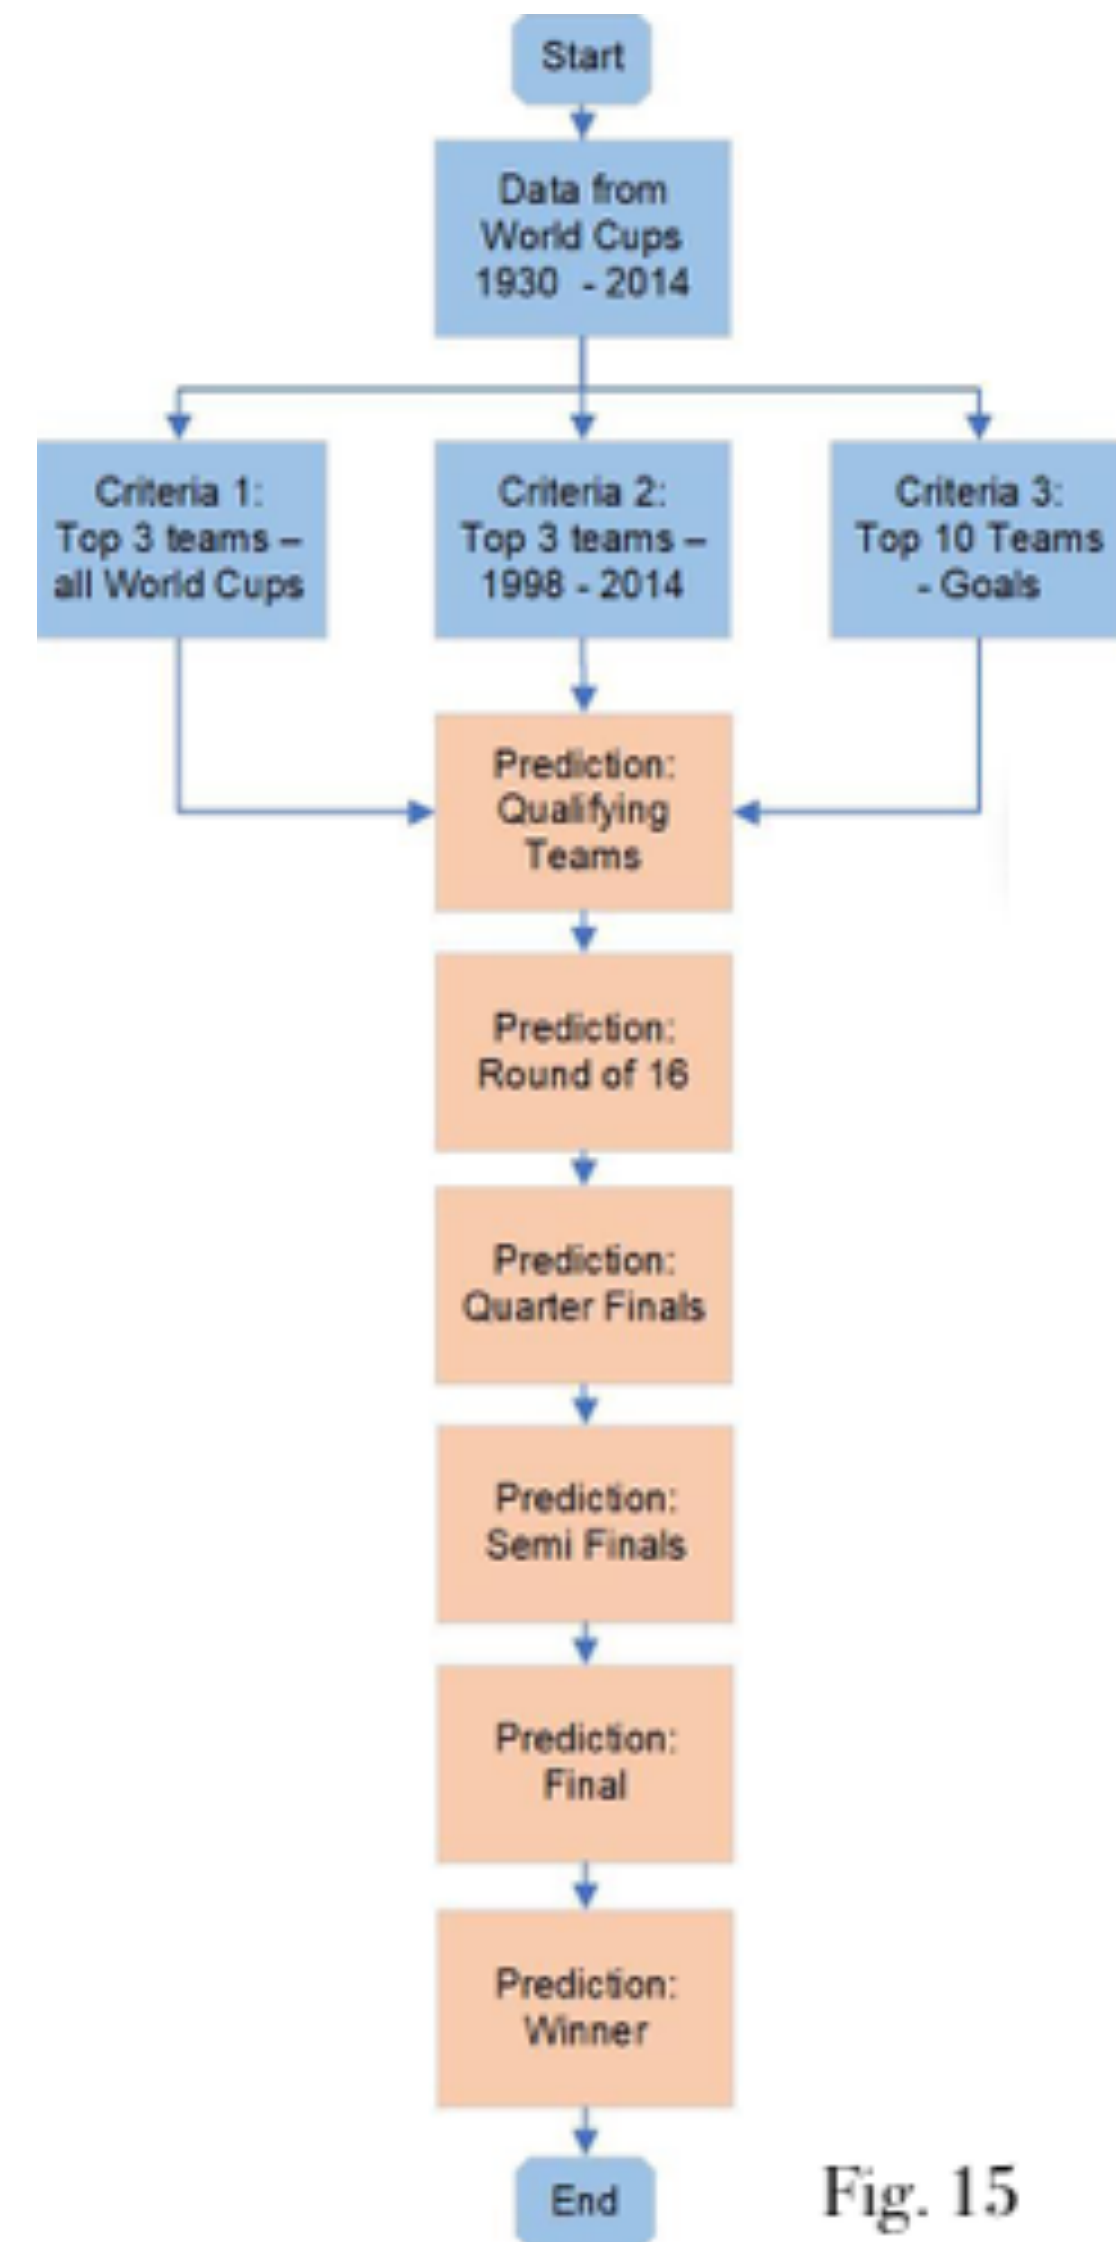 Start
Data from
World Cups
1930 - 2014
Criteria 1:
Top 3 teams –
all World Cups
Criteria 2:
Top 3 teams –
1998 - 2014
Criteria 3:
Top 10 Teams
- Goals
Prediction:
Qualifying
Teams
Prediction:
Round of 16
Prediction:
Quarter Finals
Prediction:
Semi Finals
Prediction:
Final
Prediction:
Winner
End
Fig. 15